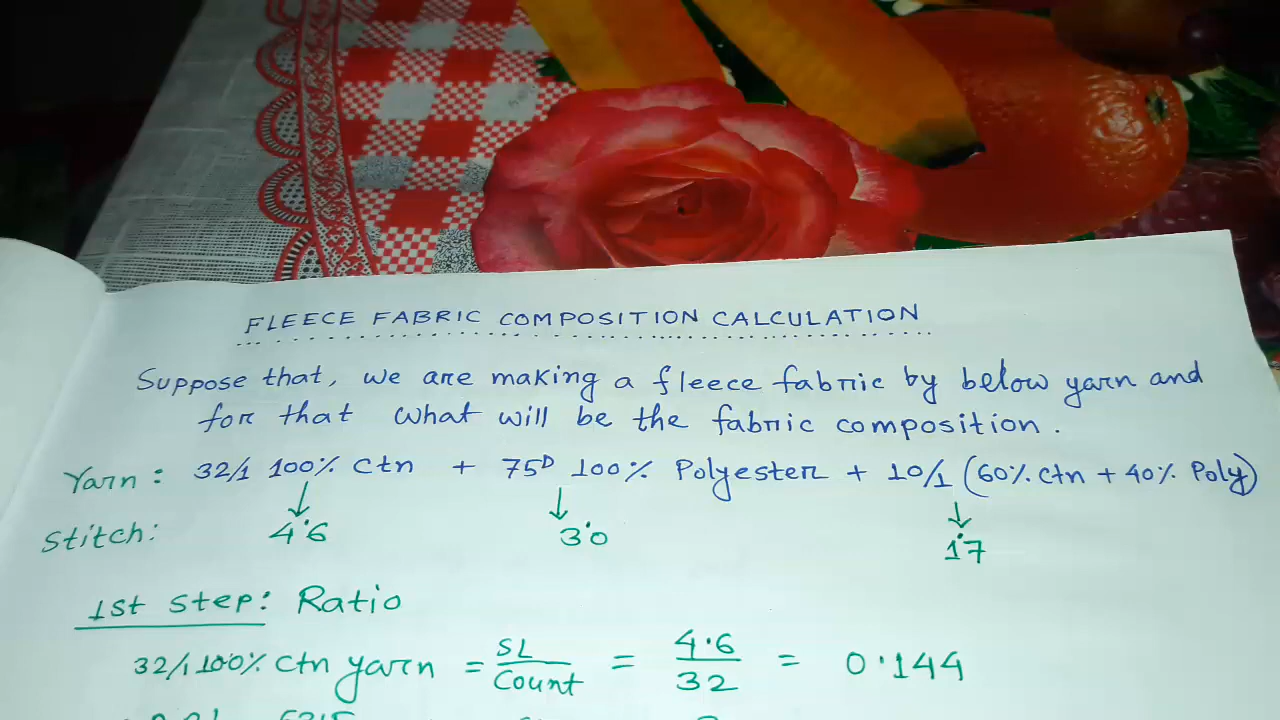 FLEECE FABRIC COMPOSITION CALCULATION
Suppose that, we are making a fleece fabric by below yarn and
for that what will be the fabric composition.
Yarn: 32/1 100% Ctn + 75D 100% Polyester + 10/1 (60% Ctn + 40% Poly)
Stitch: 4.6 3.0 1.7
1st step: Ratio
32/1 100% Ctn yarn = SL/Count = 4.6/32 = 0.144